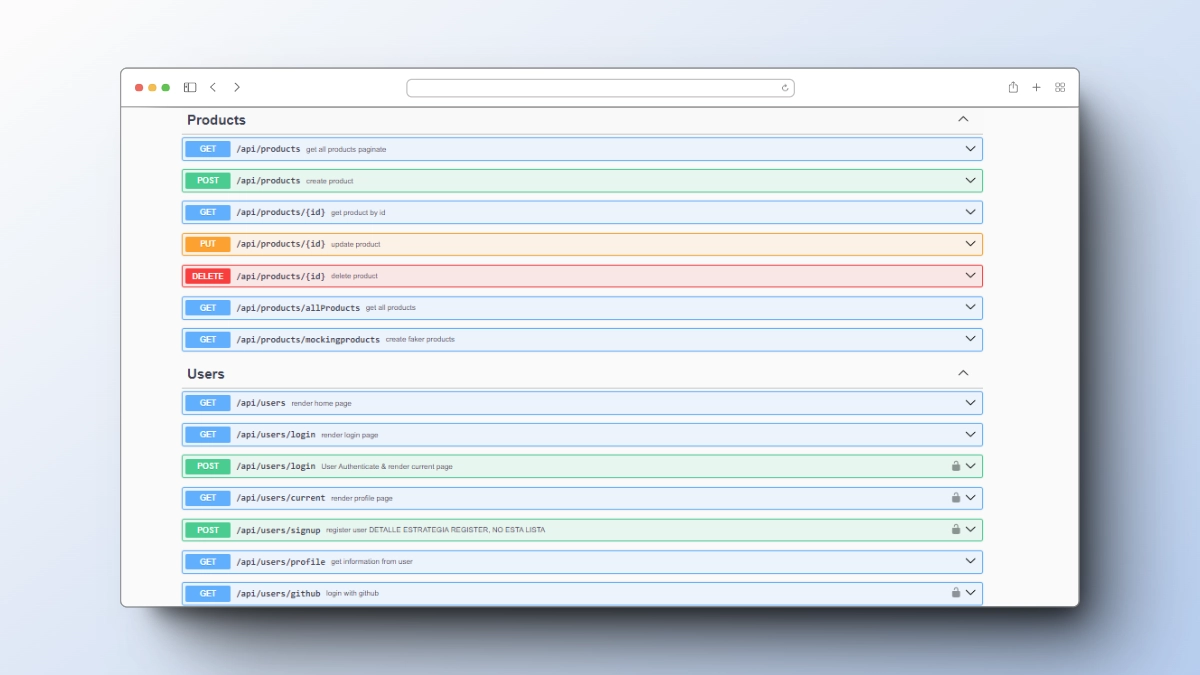 Products
GET /api/products get all products paginate
POST /api/products create product
GET /api/products/{id} get product by id
PUT /api/products/{id} update product
DELETE /api/products/{id} delete product
GET /api/products/allProducts get all products
GET /api/products/mockingproducts create faker products
Users
GET /api/users render home page
GET /api/users/login render login page
POST /api/users/login User Authenticate & render current page
GET /api/users/current render profile page
POST /api/users/signup register user DETALLE ESTRATEGIA REGISTER, NO ESTA LISTA
GET /api/users/profile get information from user
GET /api/users/github login with github